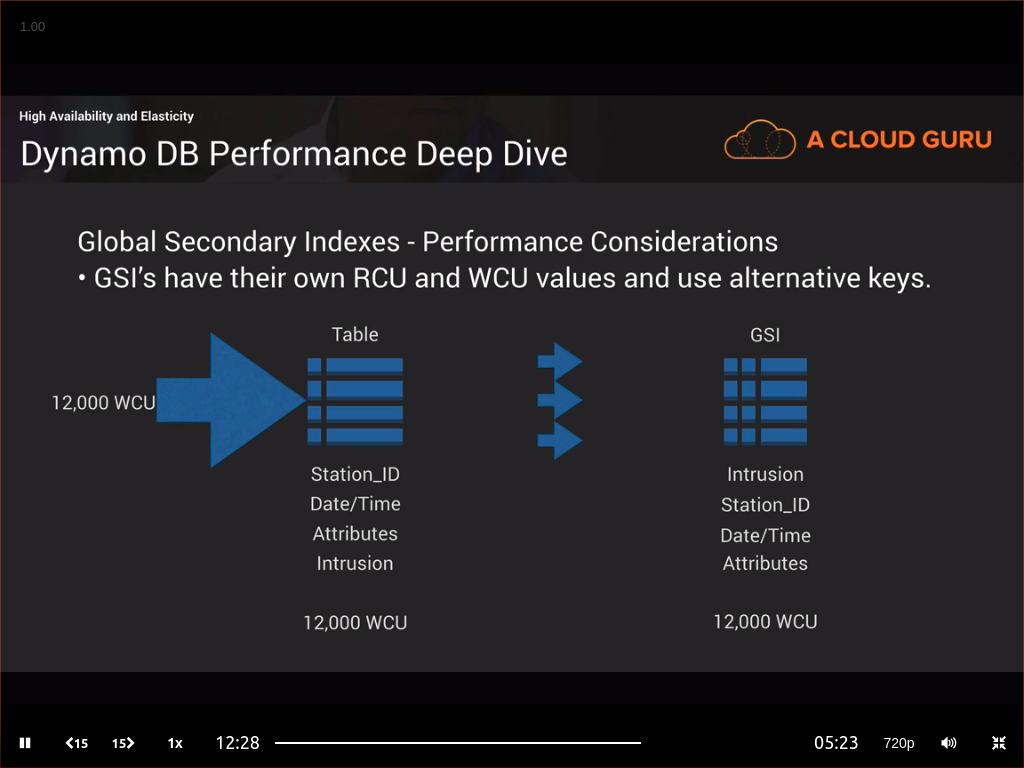 1.00
High Availability and Elasticity
Dynamo DB Performance Deep Dive
A CLOUD GURU
Global Secondary Indexes - Performance Considerations
• GSI's have their own RCU and WCU values and use alternative keys.
Table
GSI
12,000 WCU
Station_ID
Date/Time
Attributes
Intrusion
12,000 WCU
Intrusion
Station_ID
Date/Time
Attributes
12,000 WCU
15 15 1x 12:28 05:23 720p